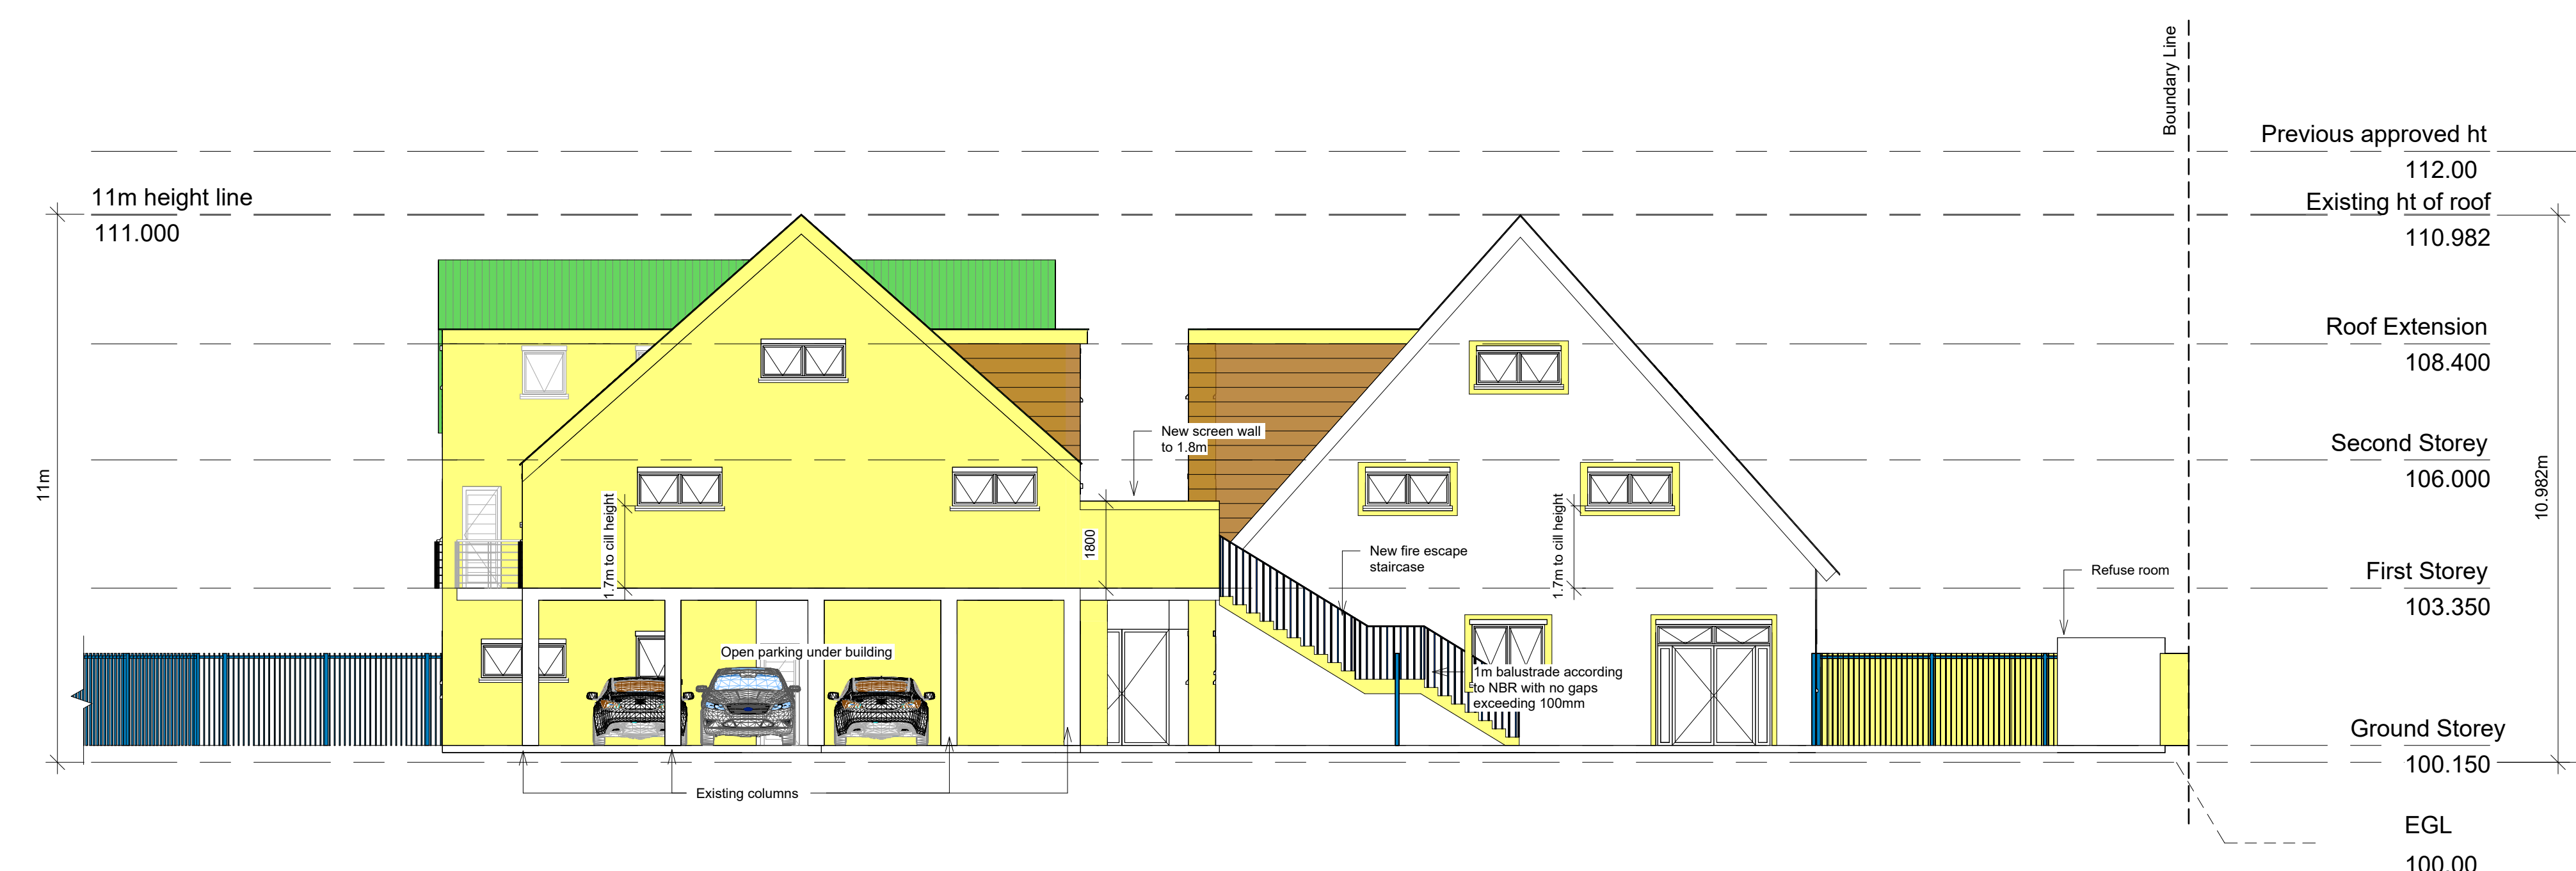 Boundary Line
Previous approved ht
112.00
11m height line
111.000
Existing ht of roof
110.982
Roof Extension
108.400
New screen wall
to 1.8m
Second Storey
106.000
11m
10.982m
1.7m to cill height
1800
1.7m to cill height
New fire escape
staircase
Refuse room
First Storey
103.350
Open parking under building
1m balustrade according
to NBR with no gaps
exceeding 100mm
Ground Storey
100.150
Existing columns
EGL
100.00